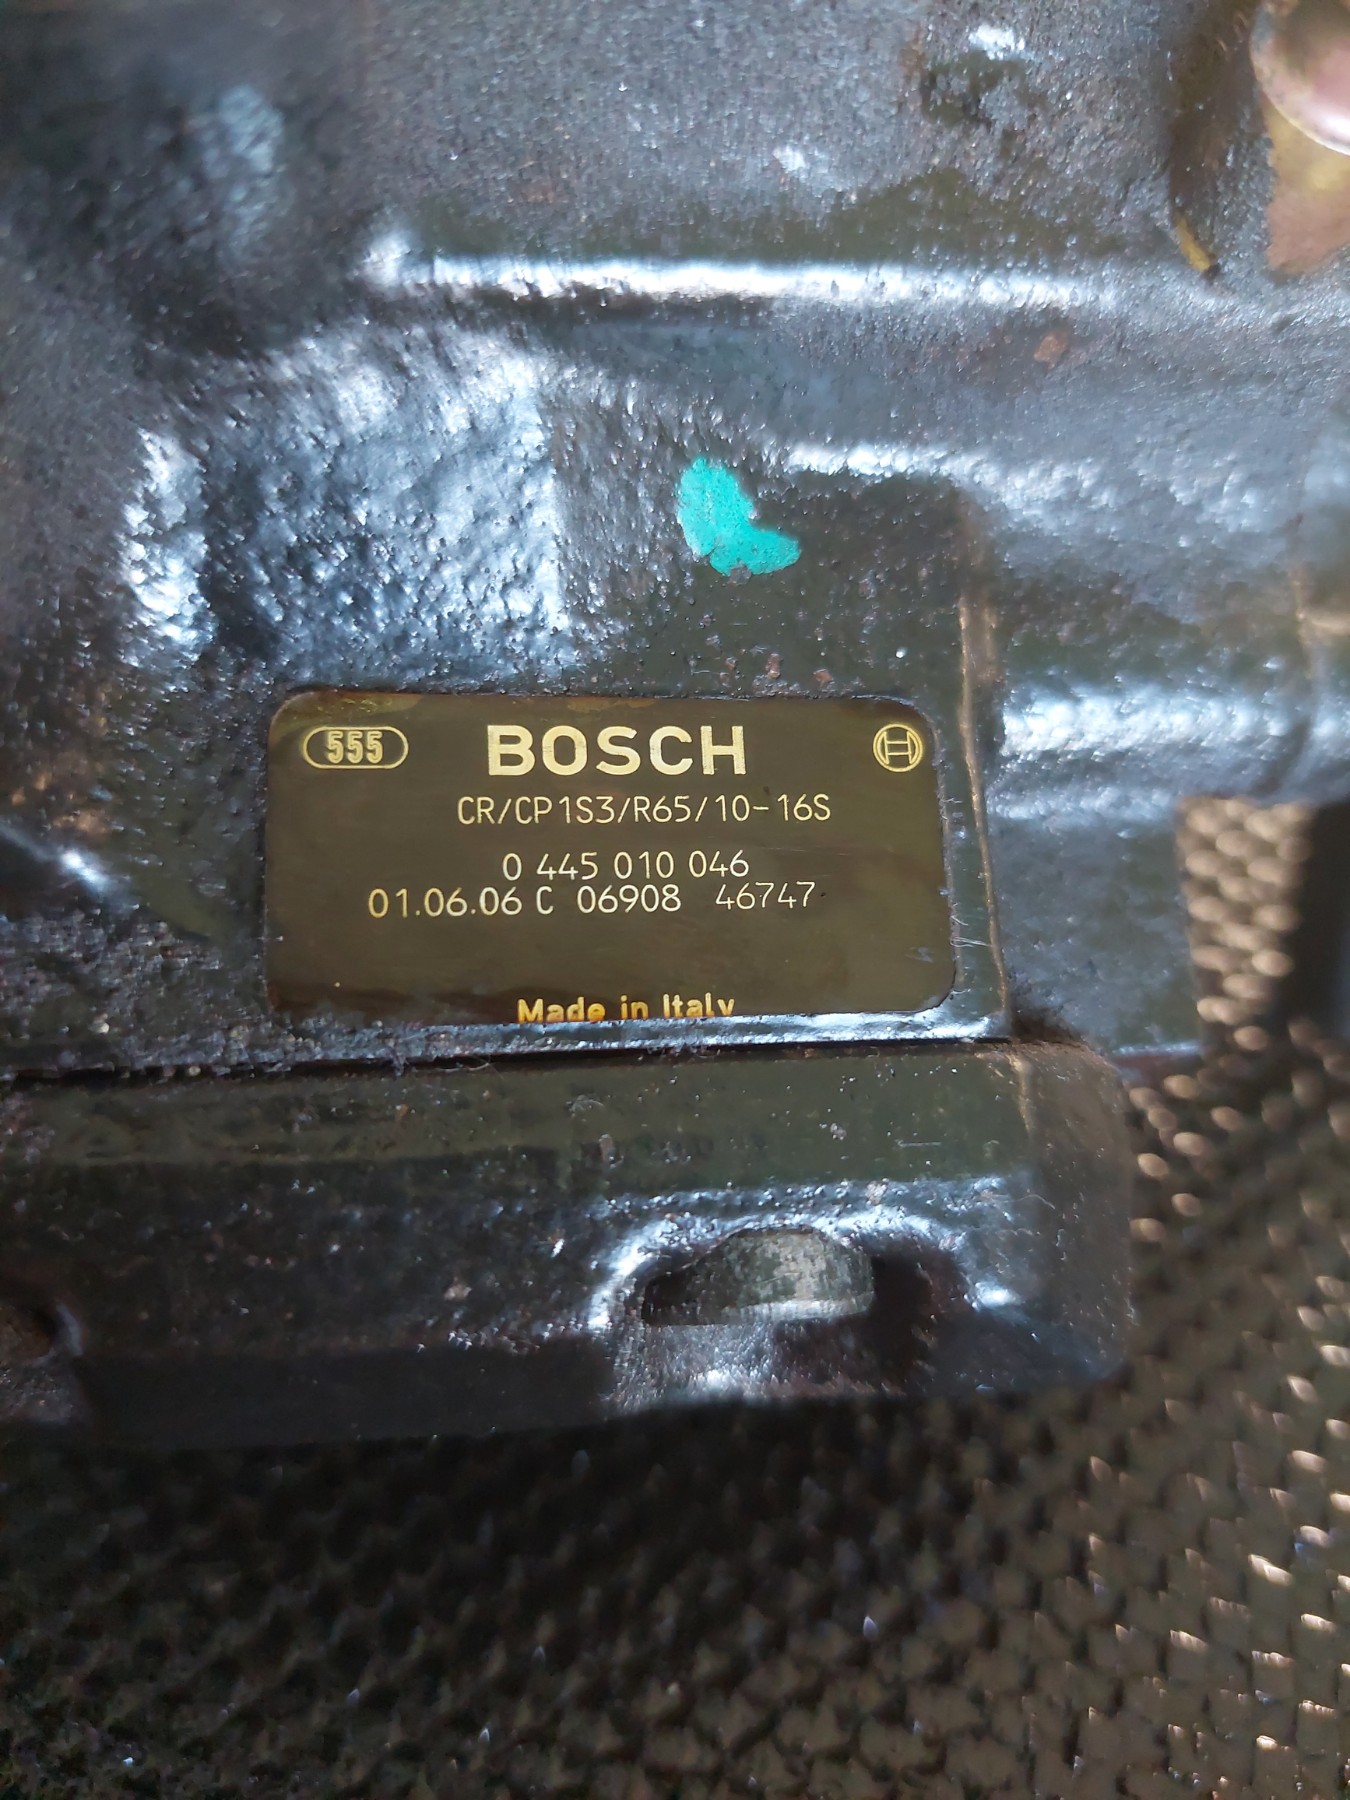 555 BOSCH
CR/CP1S3/R65/10-16S
0 445 010 046
01.06.06 C 06908 46747
Made in Italy